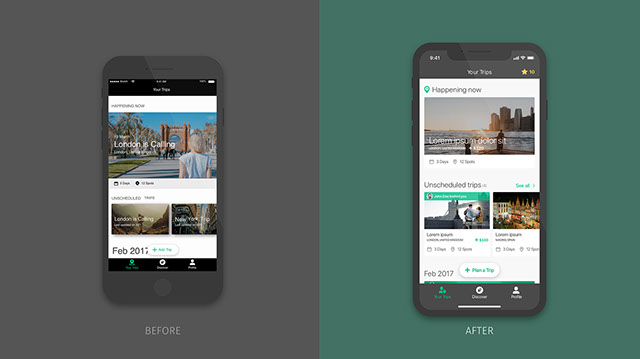 Your Trips
HAPPENING NOW
London is Calling
3 Days
12 Spots
UNSCHEDULED TRIPS
London is Calling
New York Trip
Feb 2017
Add Trip
Your Trips
Discover
Profile
BEFORE
9:41
Your Trips
Happening now
Lorem ipsum dolor sit
3 Days
12 Spots
Unscheduled trips
See all
Lorem ipsum
LONDON, UNITED KINGDOM
Lorem ipsum
MADRID, SPAIN
3 Days
12 Spots
3 Days
12 Spots
Feb 2017
Plan a Trip
Your Trips
Discover
Profile
AFTER